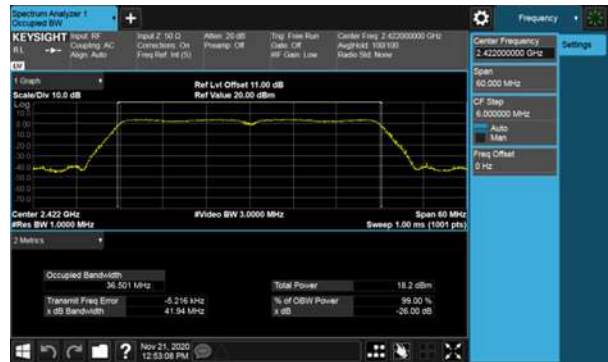 Spectrum Analyzer 1
Occupied BW
+
Frequency
KEYSIGHT Input: RF
RL
Coupling: AC
Align: Auto
Input Z: 50 Ω
Corrections: On
Freq Ref: Int (S)
Atten: 20 dB
Preamp: Off
Trig: Free Run
Gate: Off
#IF Gain: Low
Center Freq: 2.422000000 GHz
Avg|Hold: 100/100
Radio Std: None
Center Frequency
2.422000000 GHz
Settings
Span
60.000 MHz
CF Step
6.000000 MHz
Auto
Man
Freq Offset
0 Hz
1 Graph
Scale/Div 10.0 dB
Ref Lvl Offset 11.00 dB
Ref Value 20.00 dBm
Log
10.0
0.00
-10.0
-20.0
-30.0
-40.0
-50.0
-60.0
-70.0
Center 2.422 GHz
#Res BW 1.0000 MHz
#Video BW 3.0000 MHz
Span 60 MHz
Sweep 1.00 ms (1001 pts)
2 Metrics
Occupied Bandwidth
36.501 MHz
Total Power 18.2 dBm
Transmit Freq Error -5.216 kHz
% of OBW Power 99.00 %
x dB Bandwidth 41.94 MHz
x dB -26.00 dB
?
Nov 21, 2020
12:53:08 PM